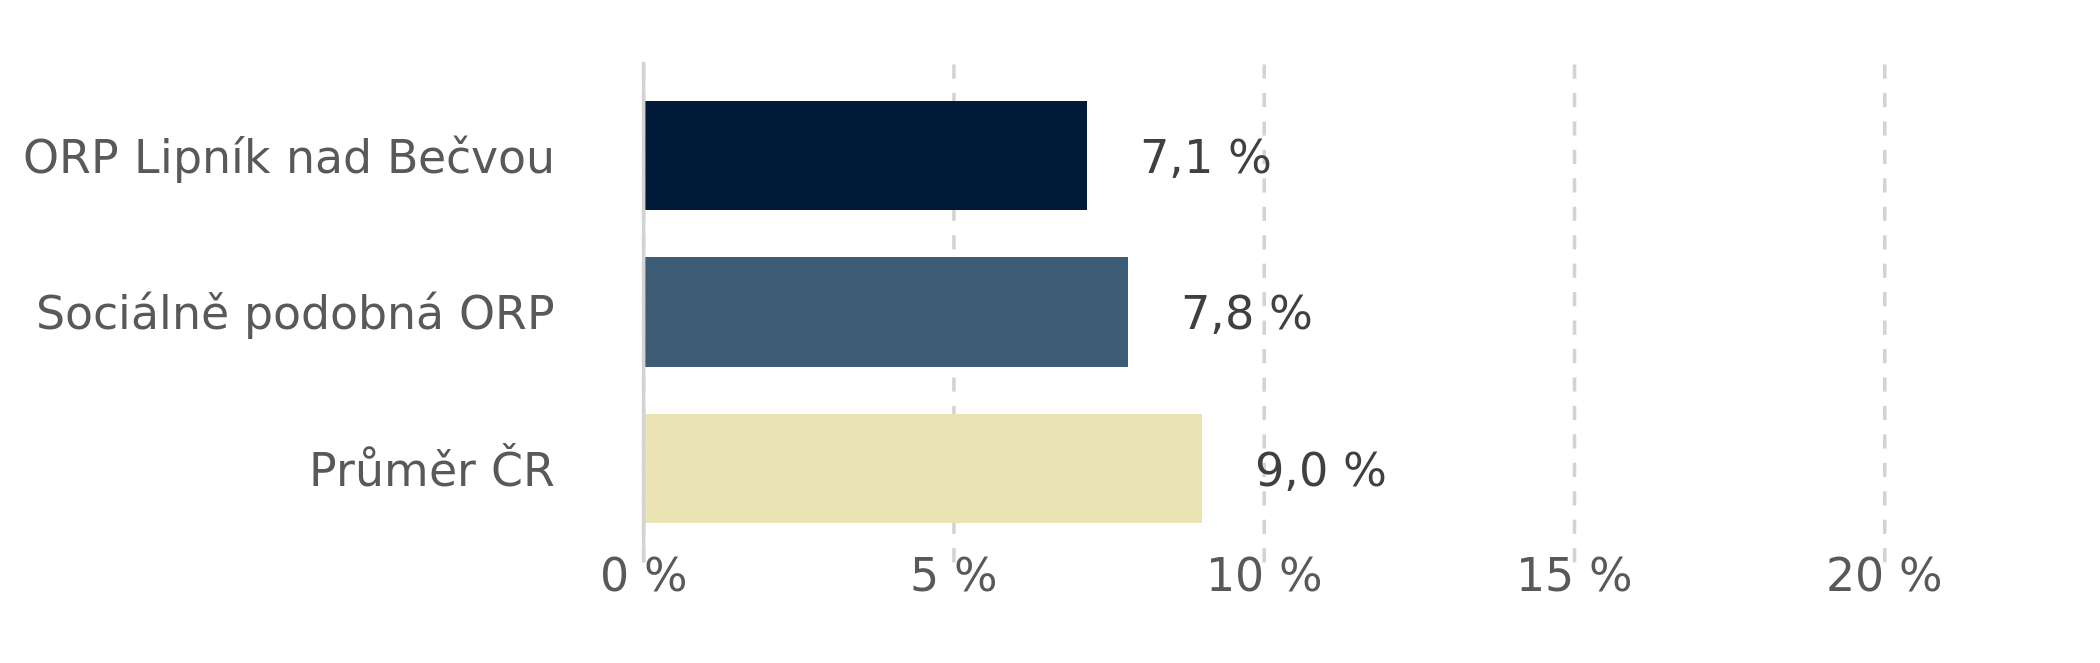 ORP Lipník nad Bečvou
7,1 %
Sociálně podobná ORP
7,8 %
Průměr ČR
9,0 %
0 %
5 %
10 %
15 %
20 %